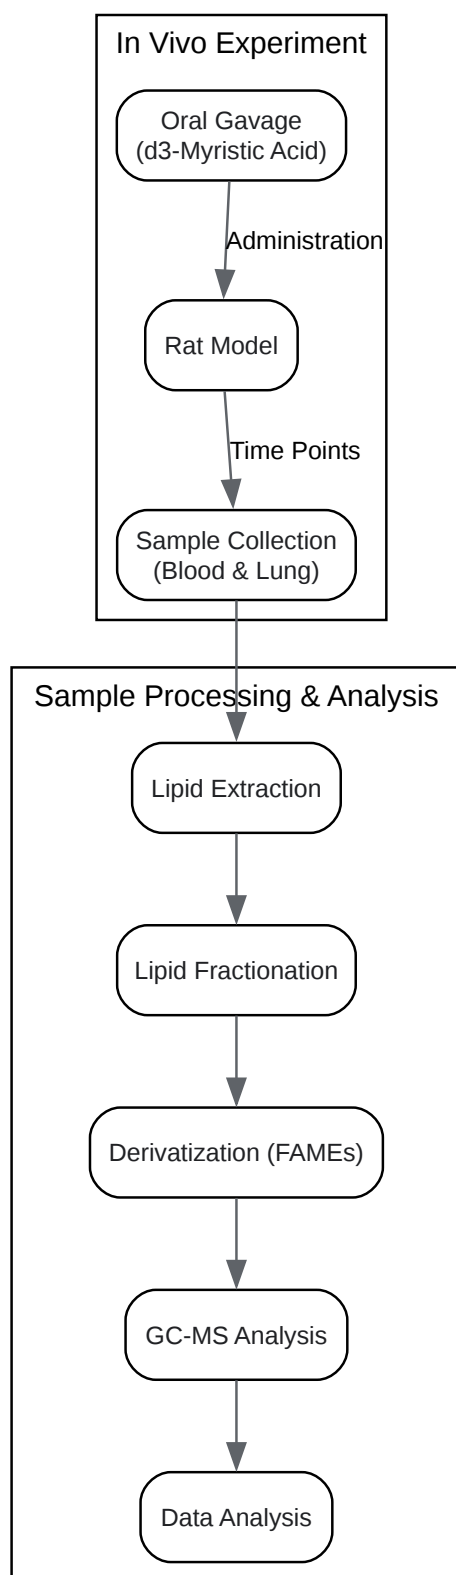 In Vivo Experiment
Oral Gavage
(d3-Myristic Acid)
Administration
Rat Model
Time Points
Sample Collection
(Blood & Lung)
Sample Processing & Analysis
Lipid Extraction
Lipid Fractionation
Derivatization (FAMEs)
GC-MS Analysis
Data Analysis